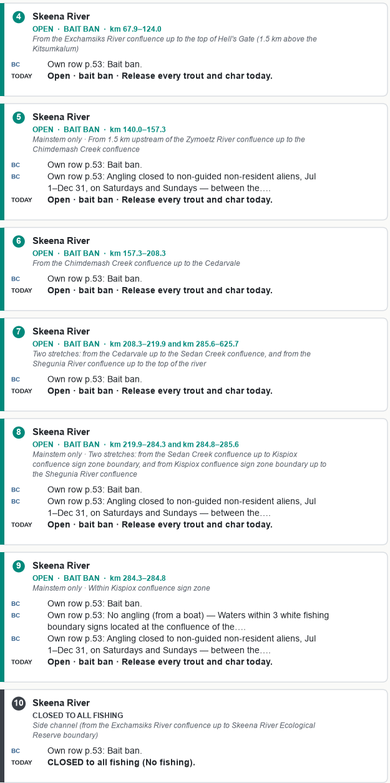 4
Skeena River
OPEN · BAIT BAN · km 67.9–124.0
From the Exchamsiks River confluence up to the top of Hell's Gate (1.5 km above the
Kitsumkalum)
BC Own row p.53: Bait ban.
TODAY Open · bait ban · Release every trout and char today.
5
Skeena River
OPEN · BAIT BAN · km 140.0–157.3
Mainstem only · From 1.5 km upstream of the Zymoetz River confluence up to the
Chimdemash Creek confluence
BC Own row p.53: Bait ban.
BC Own row p.53: Angling closed to non-guided non-resident aliens, Jul
1–Dec 31, on Saturdays and Sundays — between the….
TODAY Open · bait ban · Release every trout and char today.
6
Skeena River
OPEN · BAIT BAN · km 157.3–208.3
From the Chimdemash Creek confluence up to the Cedarvale
BC Own row p.53: Bait ban.
TODAY Open · bait ban · Release every trout and char today.
7
Skeena River
OPEN · BAIT BAN · km 208.3–219.9 and km 285.6–625.7
Two stretches: from the Cedarvale up to the Sedan Creek confluence, and from the
Shegunia River confluence up to the top of the river
BC Own row p.53: Bait ban.
TODAY Open · bait ban · Release every trout and char today.
8
Skeena River
OPEN · BAIT BAN · km 219.9–284.3 and km 284.8–285.6
Mainstem only · Two stretches: from the Sedan Creek confluence up to Kispiox
confluence sign zone boundary, and from Kispiox confluence sign zone boundary up to
the Shegunia River confluence
BC Own row p.53: Bait ban.
BC Own row p.53: Angling closed to non-guided non-resident aliens, Jul
1–Dec 31, on Saturdays and Sundays — between the….
TODAY Open · bait ban · Release every trout and char today.
9
Skeena River
OPEN · BAIT BAN · km 284.3–284.8
Mainstem only · Within Kispiox confluence sign zone
BC Own row p.53: Bait ban.
BC Own row p.53: No angling (from a boat) — Waters within 3 white fishing
boundary signs located at the confluence of the….
BC Own row p.53: Angling closed to non-guided non-resident aliens, Jul
1–Dec 31, on Saturdays and Sundays — between the….
TODAY Open · bait ban · Release every trout and char today.
10
Skeena River
CLOSED TO ALL FISHING
Side channel (from the Exchamsiks River confluence up to Skeena River Ecological
Reserve boundary)
BC Own row p.53: Bait ban.
TODAY CLOSED to all fishing (No fishing).